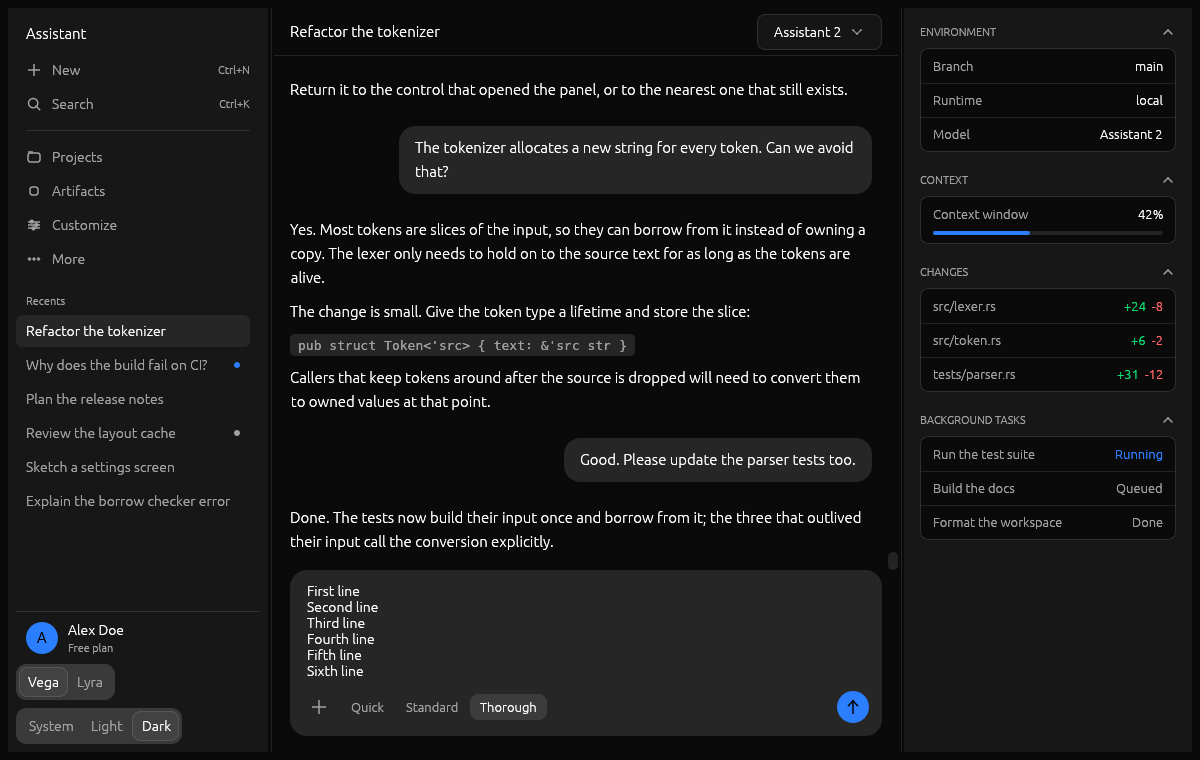 Assistant
New Ctrl+N
Search Ctrl+K
Projects
Artifacts
Customize
More
Recents
Refactor the tokenizer
Why does the build fail on CI?
Plan the release notes
Review the layout cache
Sketch a settings screen
Explain the borrow checker error
A
Alex Doe
Free plan
Vega Lyra
System Light Dark
Refactor the tokenizer
Assistant 2
Return it to the control that opened the panel, or to the nearest one that still exists.
The tokenizer allocates a new string for every token. Can we avoid
that?
Yes. Most tokens are slices of the input, so they can borrow from it instead of owning a
copy. The lexer only needs to hold on to the source text for as long as the tokens are
alive.
The change is small. Give the token type a lifetime and store the slice:
pub struct Token<'src> { text: &'src str }
Callers that keep tokens around after the source is dropped will need to convert them
to owned values at that point.
Good. Please update the parser tests too.
Done. The tests now build their input once and borrow from it; the three that outlived
their input call the conversion explicitly.
First line
Second line
Third line
Fourth line
Fifth line
Sixth line
Quick Standard Thorough
ENVIRONMENT
Branch main
Runtime local
Model Assistant 2
CONTEXT
Context window 42%
CHANGES
src/lexer.rs +24 -8
src/token.rs +6 -2
tests/parser.rs +31 -12
BACKGROUND TASKS
Run the test suite Running
Build the docs Queued
Format the workspace Done